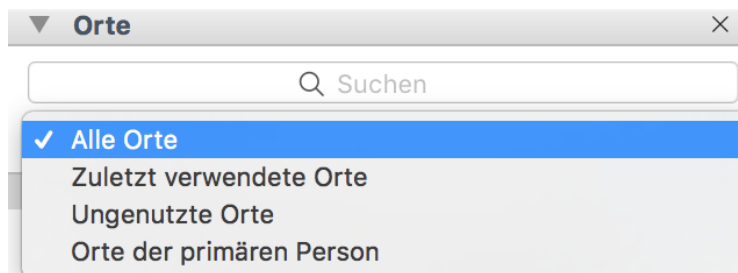 Orte
Suchen
Alle Orte
Zuletzt verwendete Orte
Ungenutzte Orte
Orte der primären Person